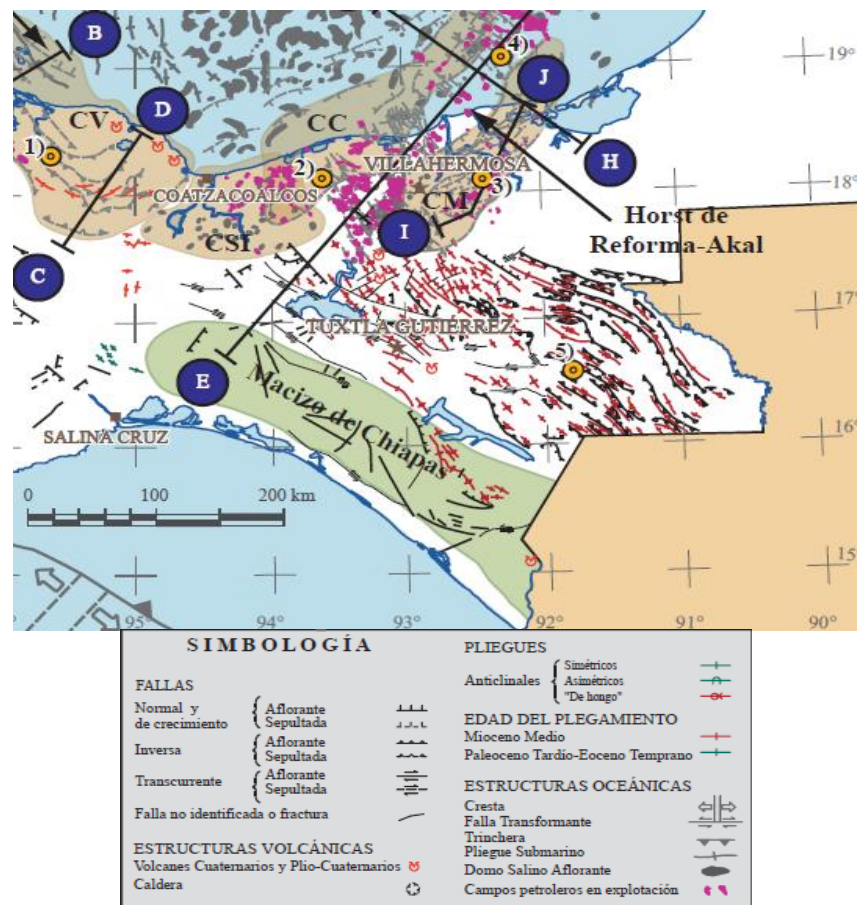 B
4)
19°
D
J
CV
CC
1)
H
VILLAHERMOSA
2)
3)
18°
COATZACOALCOS
CM
Horst de
Reforma-Akal
CSI
I
C
17°
TUXTLA GUTIÉRREZ
5)
E
Macizo de Chiapas
SALINA CRUZ
16°
0 100 200 km
15°
95° 94° 93° 92° 91° 90°
SIMBOLOGÍA
FALLAS
Normal y
de crecimiento
Aflorante
Sepultada
Inversa
Aflorante
Sepultada
Transcurrente
Aflorante
Sepultada
Falla no identificada o fractura
ESTRUCTURAS VOLCÁNICAS
Volcanes Cuaternarios y Plio-Cuaternarios
Caldera
PLIEGUES
Anticlinales
Simétricos
Asimétricos
"De hongo"
EDAD DEL PLEGAMIENTO
Mioceno Medio
Paleoceno Tardío-Eoceno Temprano
ESTRUCTURAS OCEÁNICAS
Cresta
Falla Transformante
Trinchera
Pliegue Submarino
Domo Salino Aflorante
Campos petroleros en explotación